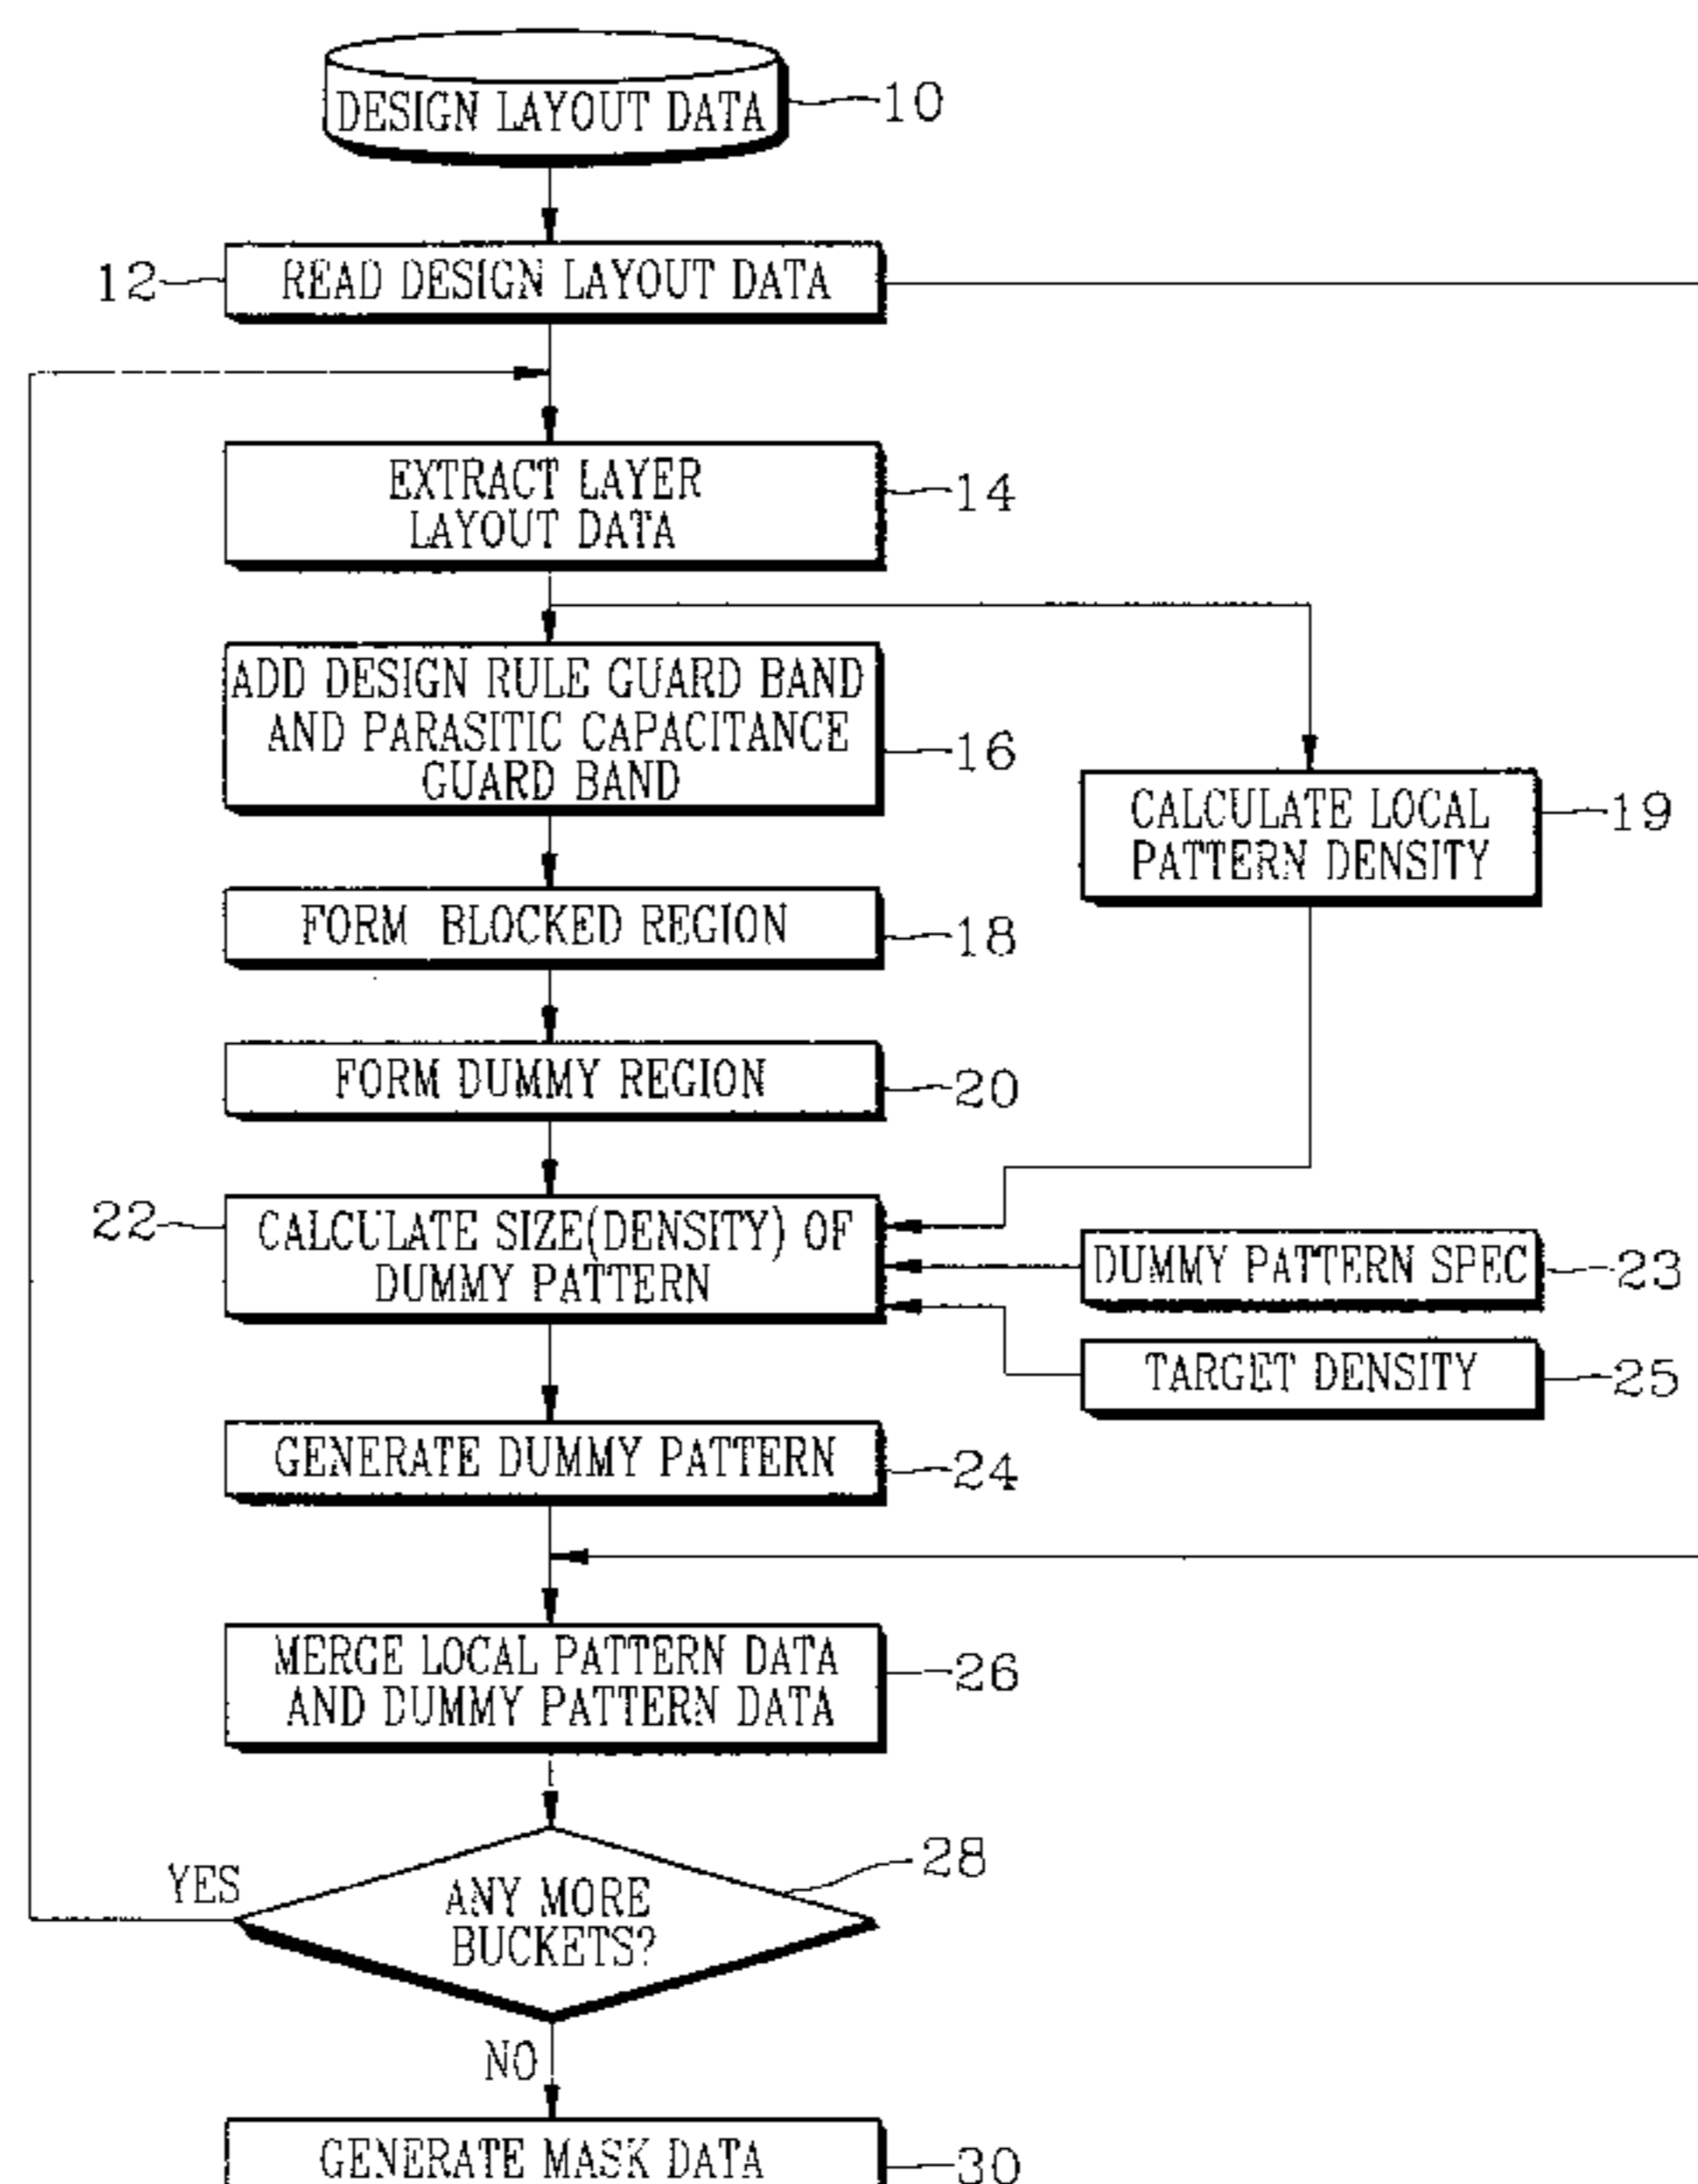 DESIGN LAYOUT DATA
10
12
READ DESIGN LAYOUT DATA
EXTRACT LAYER
LAYOUT DATA
14
ADD DESIGN RULE GUARD BAND
AND PARASITIC CAPACITANCE
GUARD BAND
16
CALCULATE LOCAL
PATTERN DENSITY
19
FORM BLOCKED REGION
18
FORM DUMMY REGION
20
22
CALCULATE SIZE(DENSITY) OF
DUMMY PATTERN
DUMMY PATTERN SPEC
23
TARGET DENSITY
25
GENERATE DUMMY PATTERN
24
MERGE LOCAL PATTERN DATA
AND DUMMY PATTERN DATA
26
28
YES
ANY MORE
BUCKETS?
NO
GENERATE MASK DATA
30